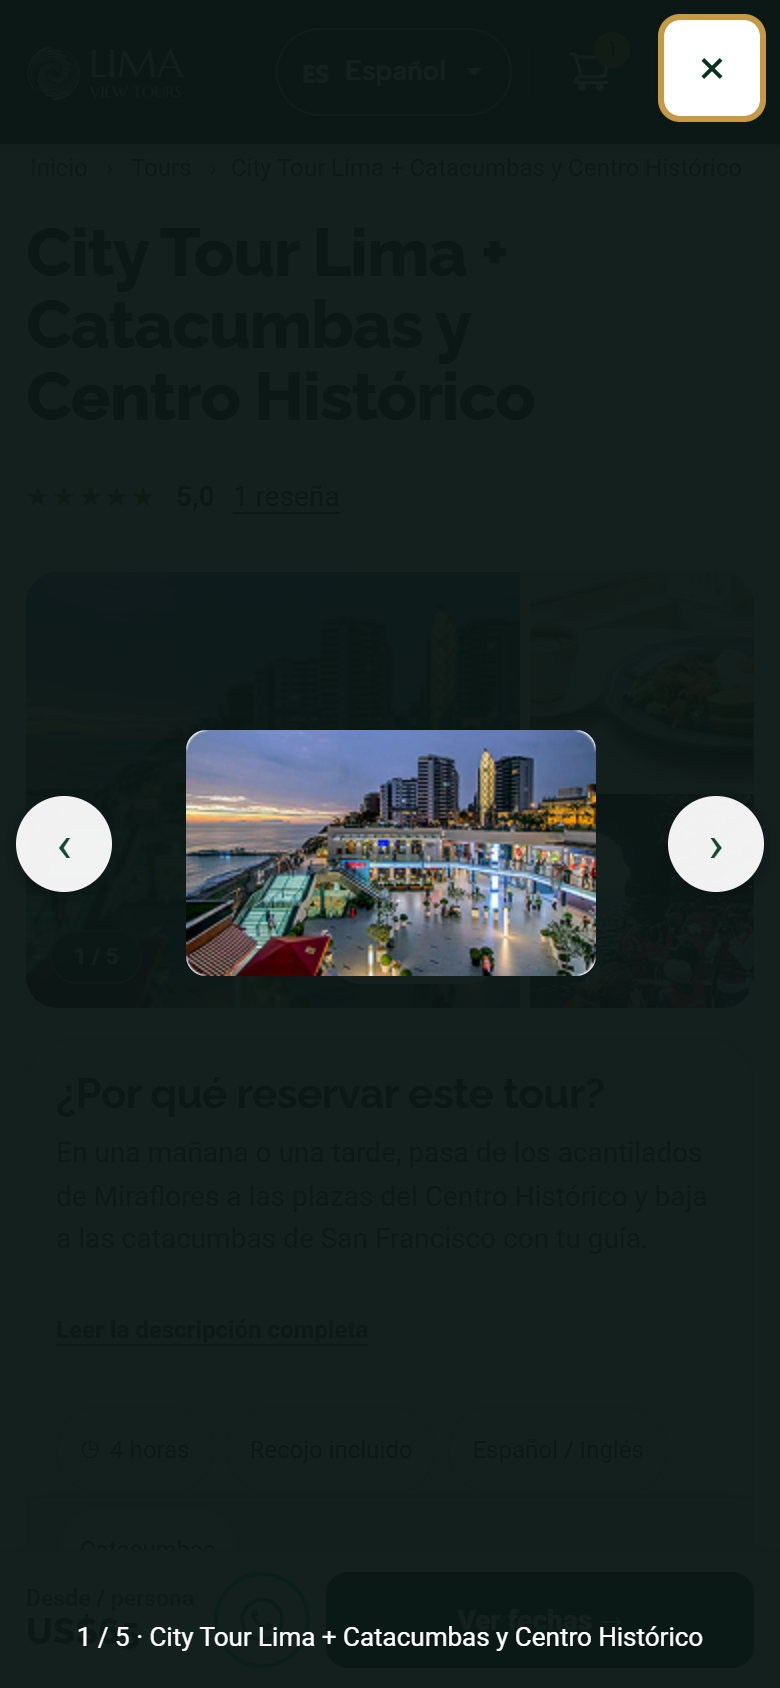 LIMA
VIEW TOURS
ES Español
1
×
Inicio › Tours › City Tour Lima + Catacumbas y Centro Histórico
City Tour Lima +
Catacumbas y
Centro Histórico
★★★★★ 5,0 1 reseña
‹
›
1 / 5
¿Por qué reservar este tour?
En una mañana o una tarde, pasa de los acantilados
de Miraflores a las plazas del Centro Histórico y baja
a las catacumbas de San Francisco con tu guía.
Leer la descripción completa
4 horas Recojo incluido Español / Inglés
Catacumbas
Desde / persona
Ver fechas →
US$
1 / 5 · City Tour Lima + Catacumbas y Centro Histórico